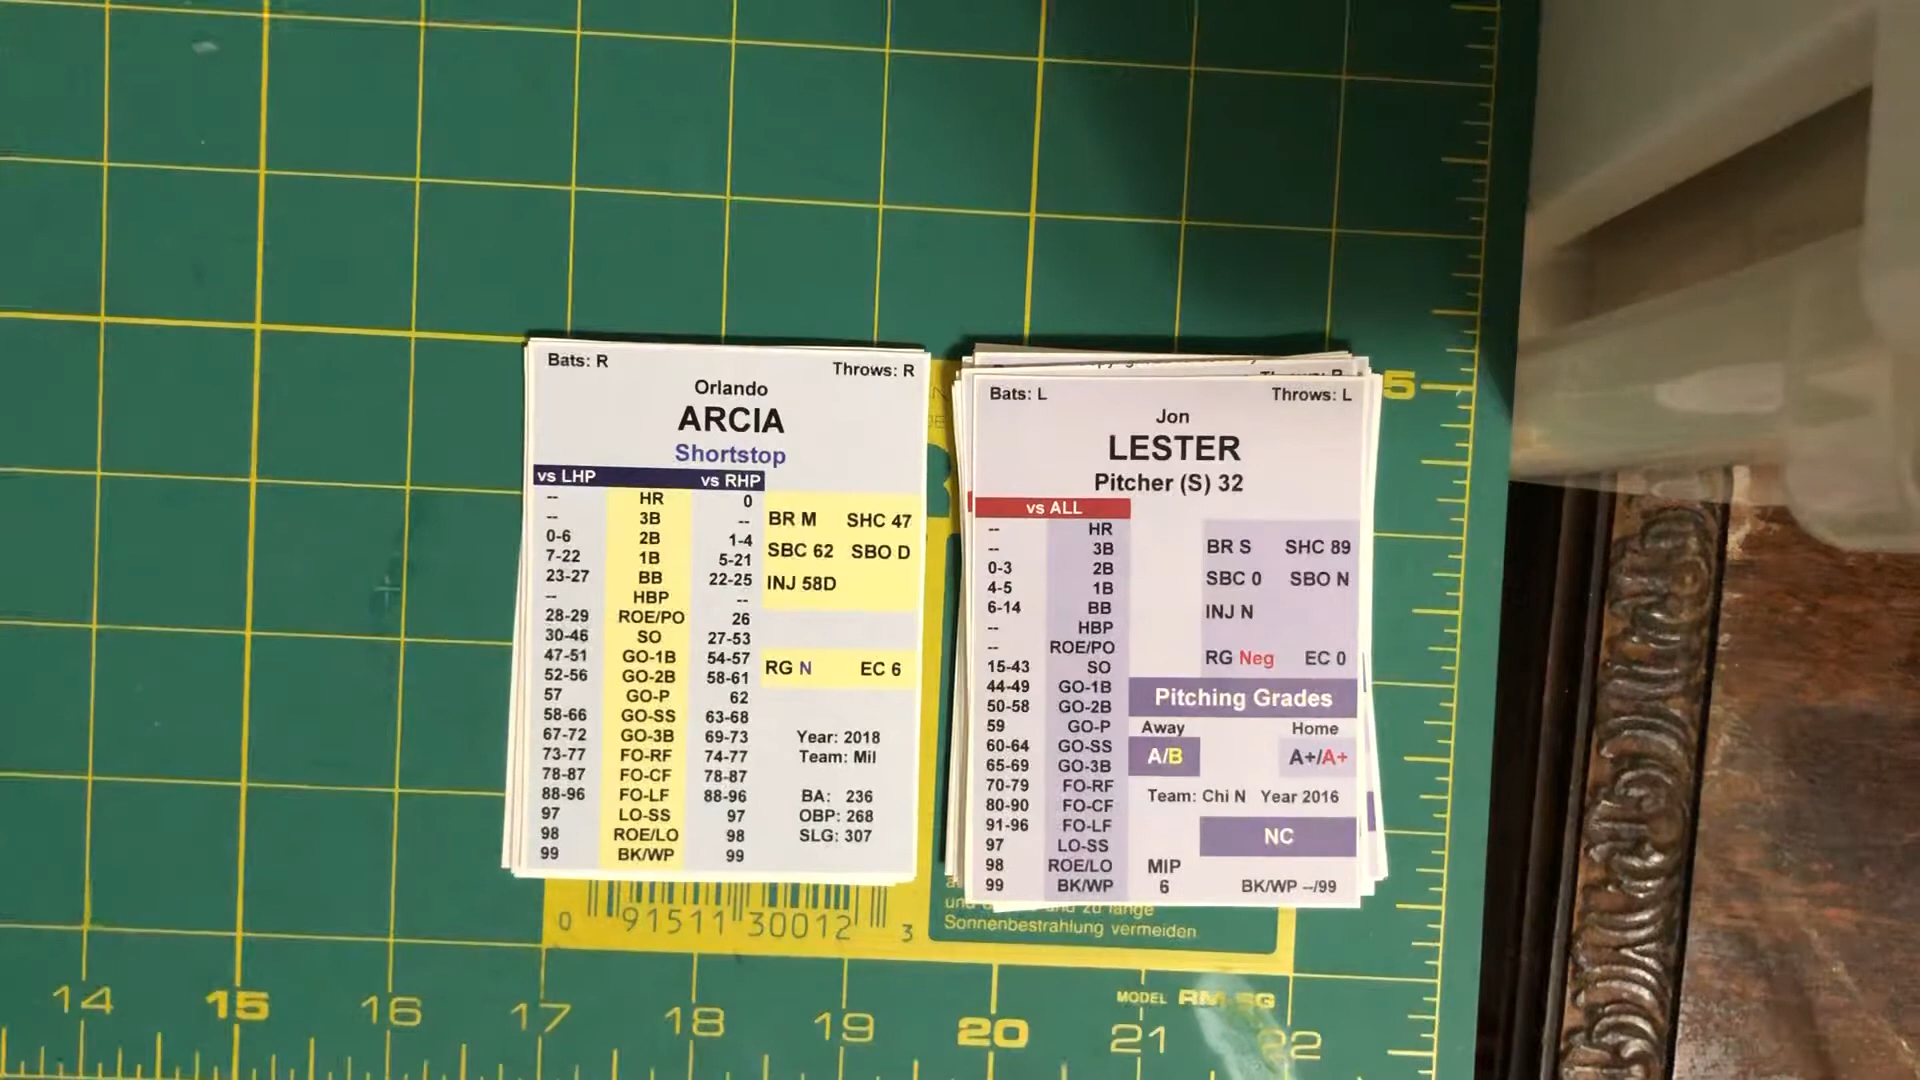 Bats: R
Throws: R
Orlando
ARCIA
Shortstop
vs LHP vs RHP
-- HR 0
-- 3B --
0-6 2B 1-4
7-22 1B 5-21
23-27 BB 22-25
-- HBP --
28-29 ROE/PO 26
30-46 SO 27-53
47-51 GO-1B 54-57
52-56 GO-2B 58-61
57 GO-P 62
58-66 GO-SS 63-68
67-72 GO-3B 69-73
73-77 FO-RF 74-77
78-87 FO-CF 78-87
88-96 FO-LF 88-96
97 LO-SS 97
98 ROE/LO 98
99 BK/WP 99
BR M SHC 47
SBC 62 SBO D
INJ 58D
RG N EC 6
Year: 2018
Team: Mil
BA: 236
OBP: 268
SLG: 307
Bats: L
Throws: L
Jon
LESTER
Pitcher (S) 32
vs ALL
-- HR
-- 3B
0-3 2B
4-5 1B
6-14 BB
-- HBP
-- ROE/PO
15-43 SO
44-49 GO-1B
50-58 GO-2B
59 GO-P
60-64 GO-SS
65-69 GO-3B
70-79 FO-RF
80-90 FO-CF
91-96 FO-LF
97 LO-SS
98 ROE/LO
99 BK/WP
BR S SHC 89
SBC 0 SBO N
INJ N
RG Neg EC 0
Pitching Grades
Away Home
A/B A+/A+
Team: Chi N Year 2016
NC
MIP
6
BK/WP --/99
5
0 91511 30012 3
zu lange
Sonnenbestrahlung vermeiden
MODEL
14 15 16 17 18 19 20 21 22